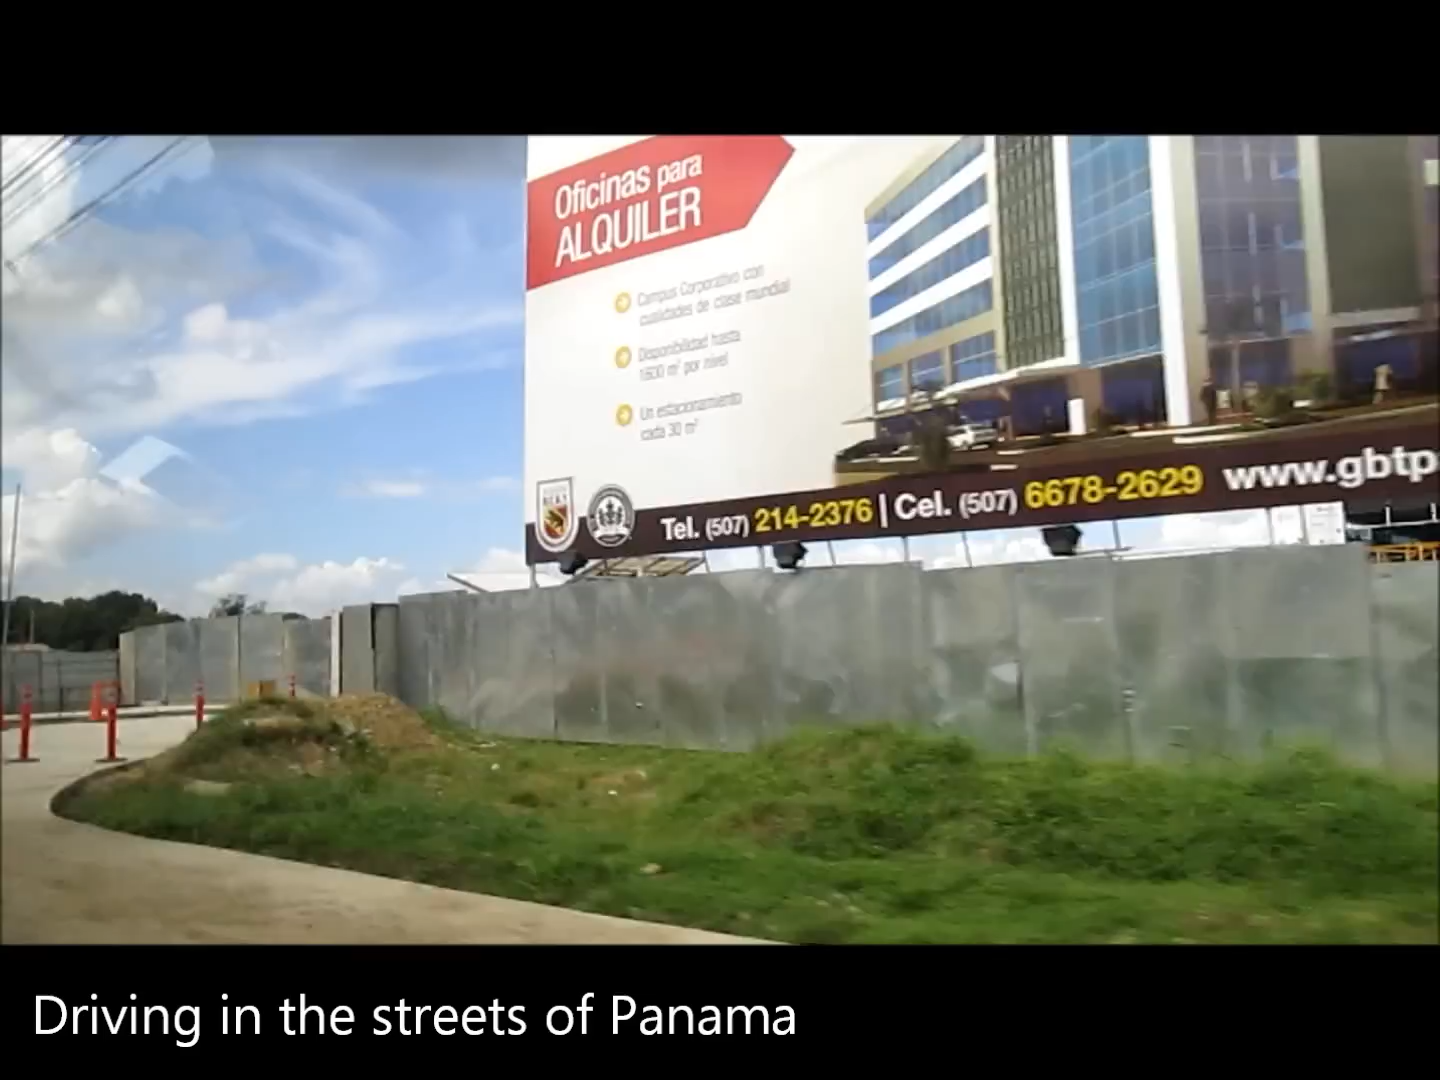 Oficinas para
ALQUILER
Campus Corporativo con
cualidades de clase mundial
Disponibilidad hasta
1600 m² por nivel
Un estacionamiento
cada 30 m²
Tel. (507) 214-2376 | Cel. (507) 6678-2629 www.gbtp
Driving in the streets of Panama